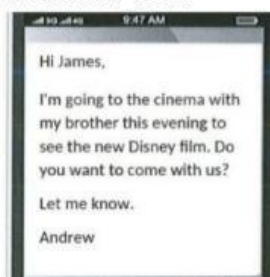 9:47 AM
Hi James,
I'm going to the cinema with
my brother this evening to
see the new Disney film. Do
you want to come with us?
Let me know.
Andrew